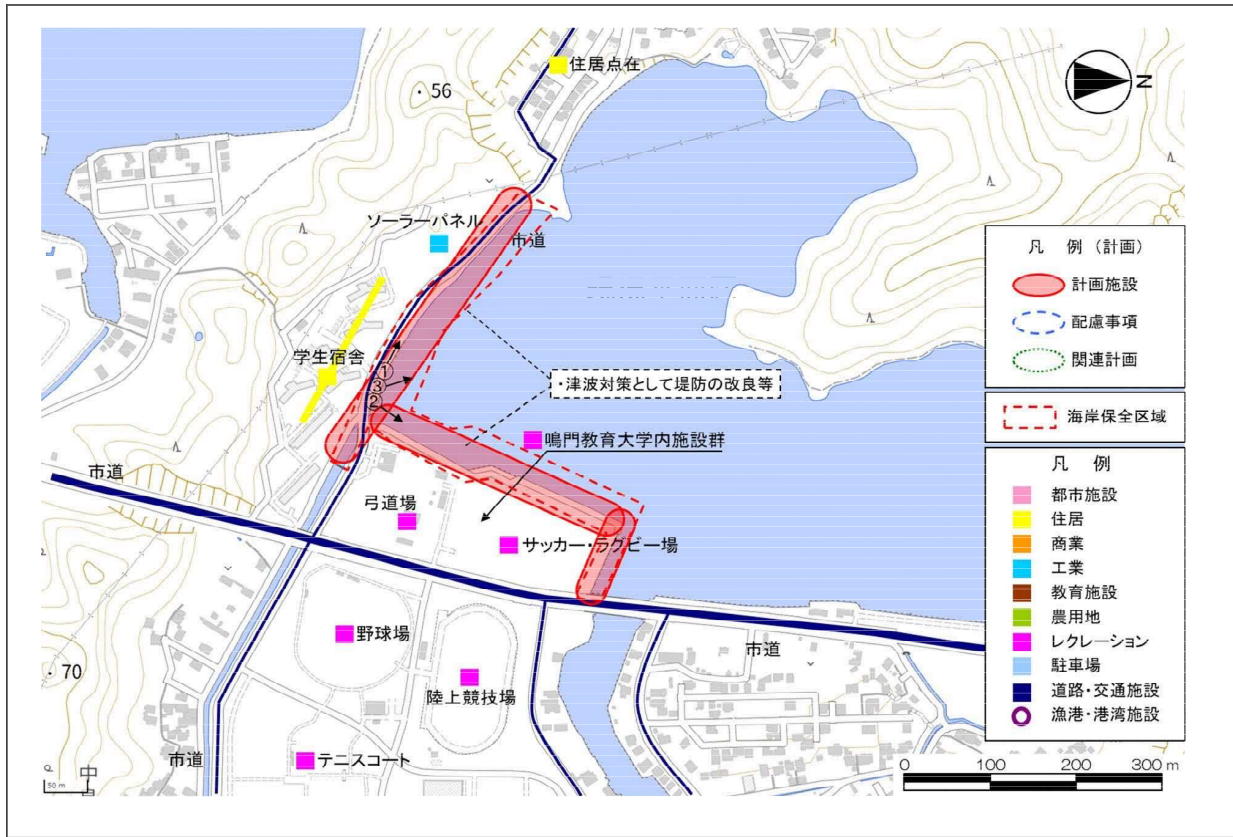 住居点在
・56
N
ソーラーパネル
市道
凡 例 (計画)
計画施設
配慮事項
関連計画
海岸保全区域
学生宿舎
①
③
②
・津波対策として堤防の改良等
鳴門教育大学内施設群
市道
弓道場
サッカー・ラグビー場
凡 例
都市施設
住居
商業
工業
教育施設
農用地
レクレーション
駐車場
道路・交通施設
漁港・港湾施設
野球場
市道
・70
陸上競技場
市道
テニスコート
中
50 m
0 100 200 300 m